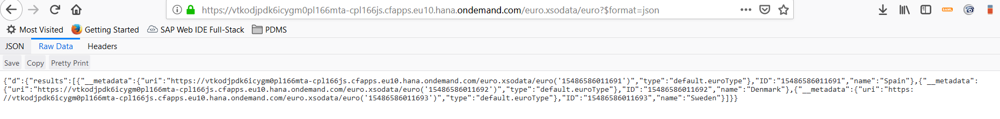 https://vtkodjpdk6icygm0pl166mta-cpl166js.cfapps.eu10.hana.ondemand.com/euro.xsodata/euro?$format=json
SAML
Most Visited Getting Started SAP Web IDE Full-Stack PDMS
JSON Raw Data Headers
Save Copy Pretty Print
{"d":{"results":[{"__metadata":{"uri":"https://vtkodjpdk6icygm0pl166mta-cpl166js.cfapps.eu10.hana.ondemand.com/euro.xsodata/euro('15486586011691')","type":"default.euroType"},"ID":"15486586011691","name":"Spain"},{"__metadata":
{"uri":"https://vtkodjpdk6icygm0pl166mta-cpl166js.cfapps.eu10.hana.ondemand.com/euro.xsodata/euro('15486586011692')","type":"default.euroType"},"ID":"15486586011692","name":"Denmark"},{"__metadata":{"uri":"https:
//vtkodjpdk6icygm0pl166mta-cpl166js.cfapps.eu10.hana.ondemand.com/euro.xsodata/euro('15486586011693')","type":"default.euroType"},"ID":"15486586011693","name":"Sweden"}]}}